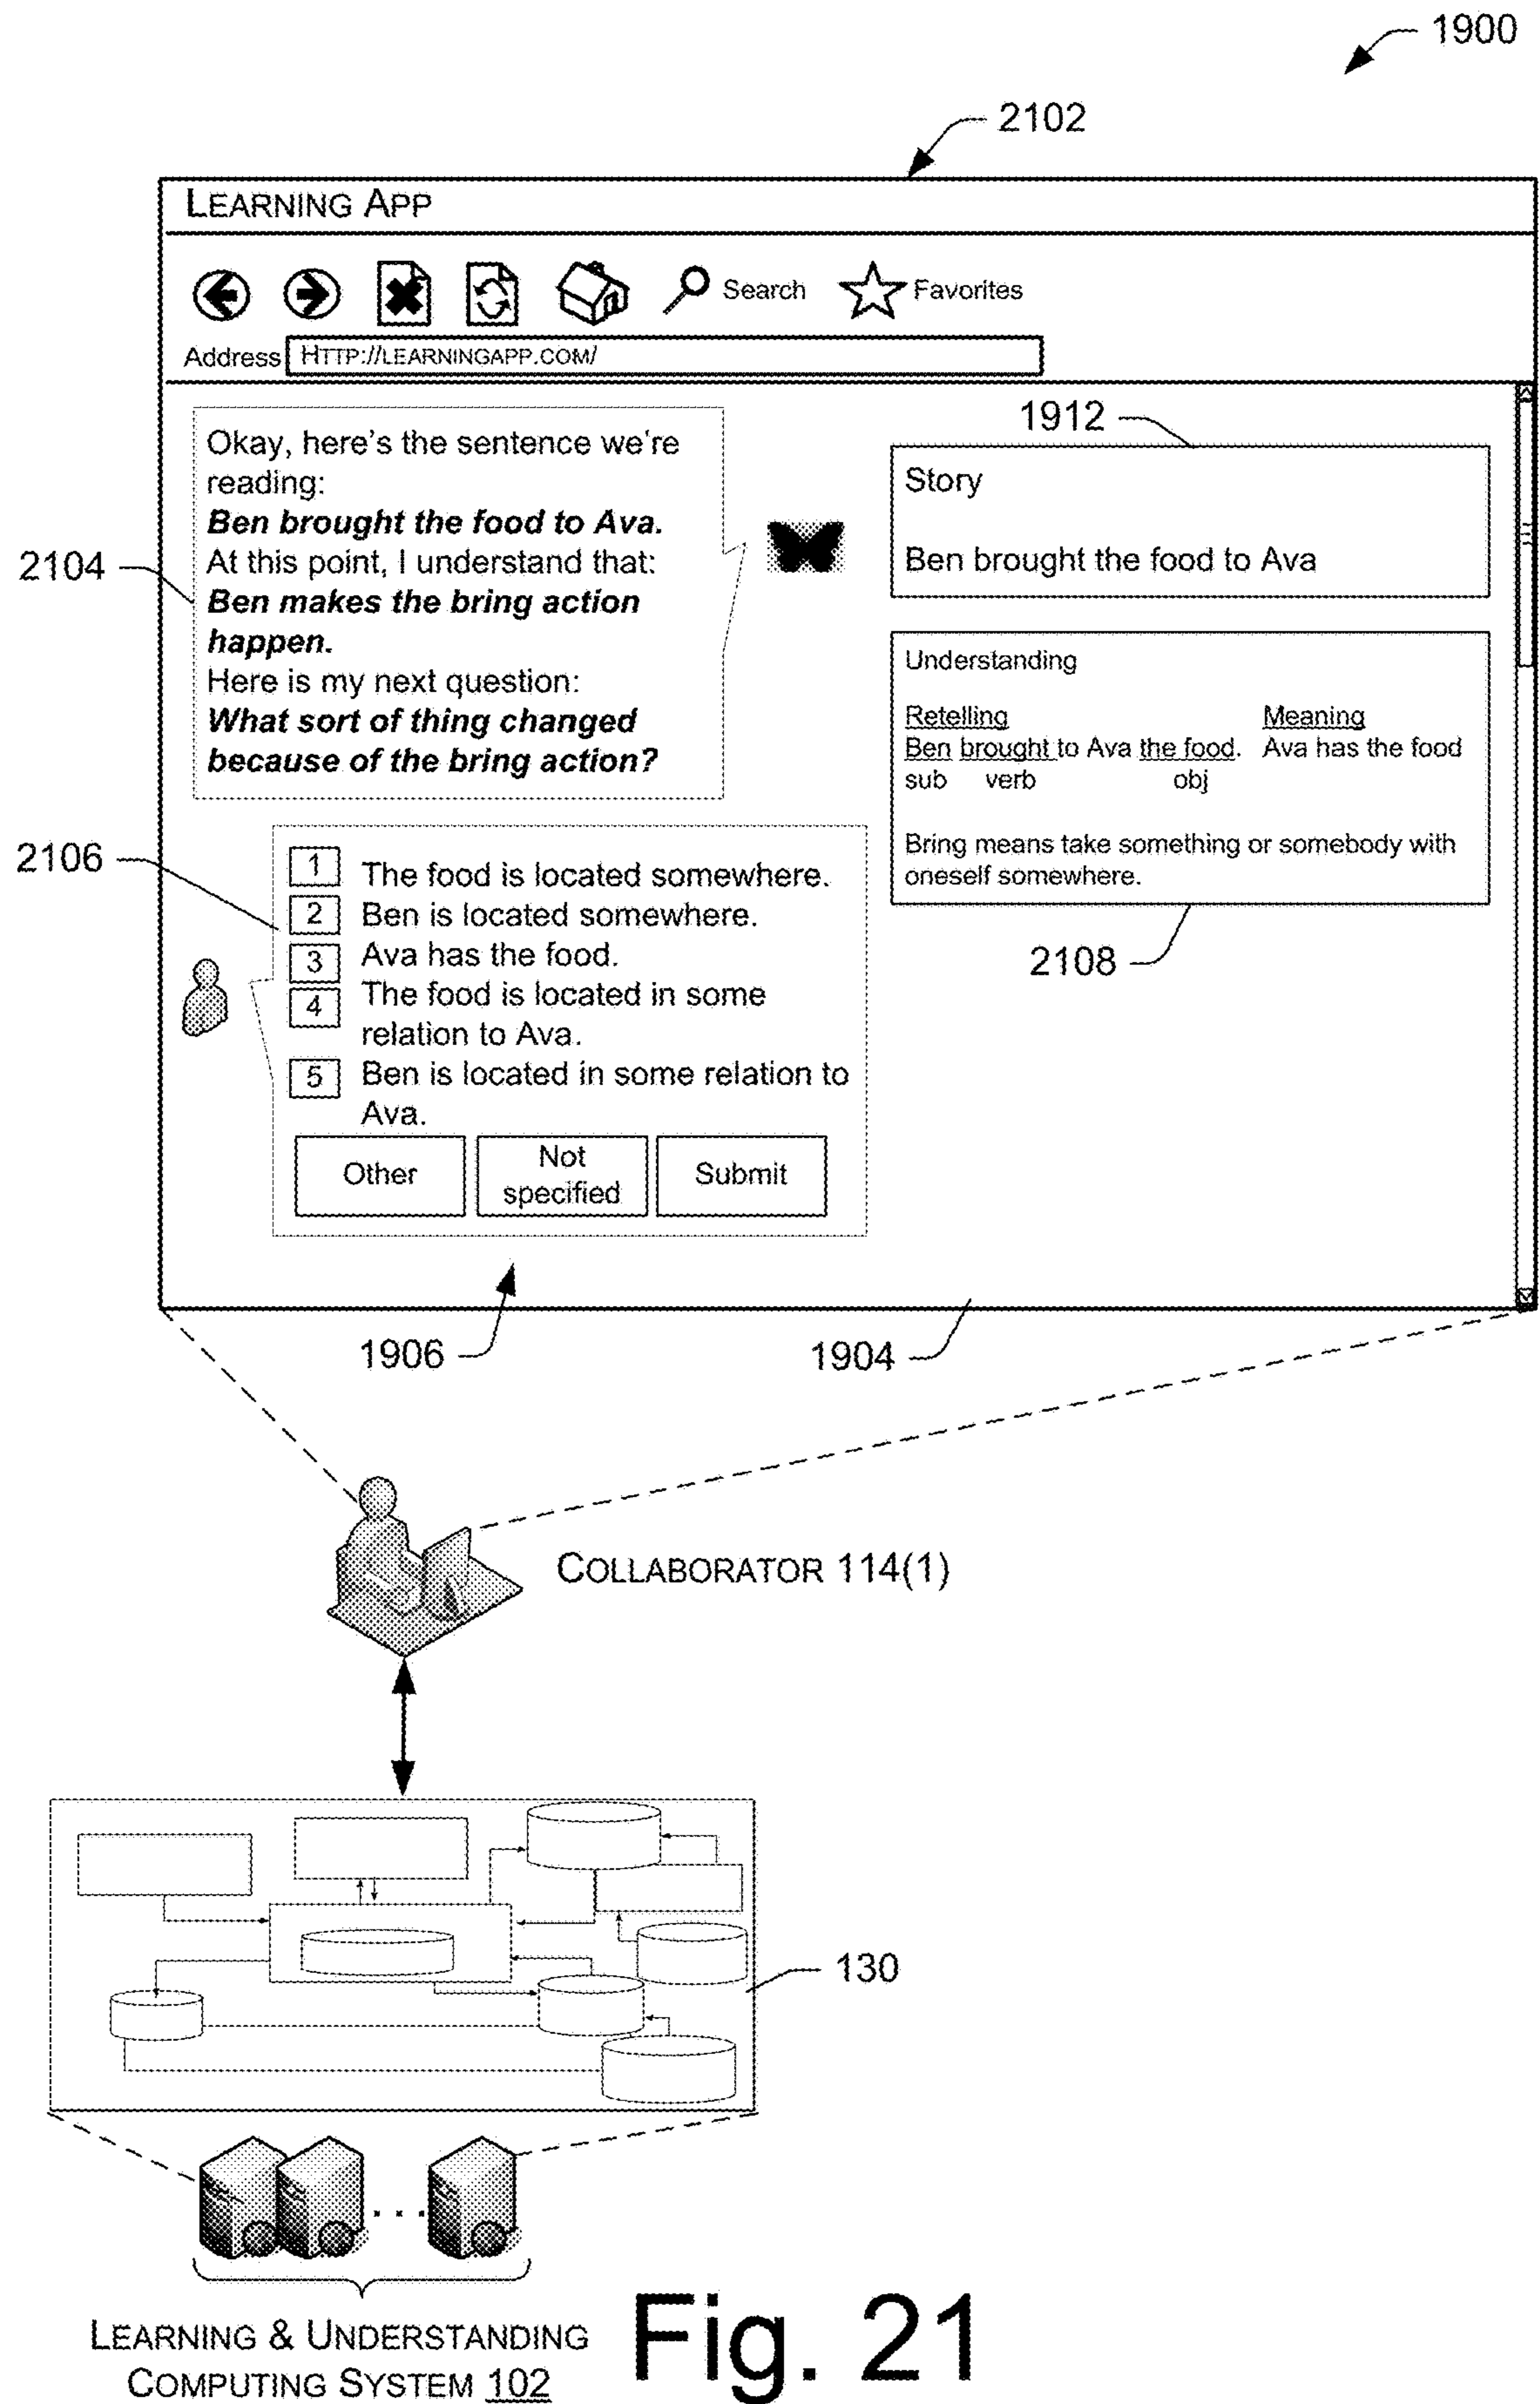 1900
2102
LEARNING APP
Search
Favorites
Address
HTTP://LEARNINGAPP.COM/
2104
Okay, here's the sentence we're
reading:
Ben brought the food to Ava.
At this point, I understand that:
Ben makes the bring action
happen.
Here is my next question:
What sort of thing changed
because of the bring action?
1912
Story
Ben brought the food to Ava
Understanding
Retelling Meaning
Ben brought to Ava the food. Ava has the food
sub verb obj
Bring means take something or somebody with
oneself somewhere.
2108
2106
1 The food is located somewhere.
2 Ben is located somewhere.
3 Ava has the food.
4 The food is located in some
relation to Ava.
5 Ben is located in some relation to
Ava.
Other
Not
specified
Submit
1906
1904
COLLABORATOR 114(1)
130
. . .
LEARNING & UNDERSTANDING
COMPUTING SYSTEM 102
Fig. 21